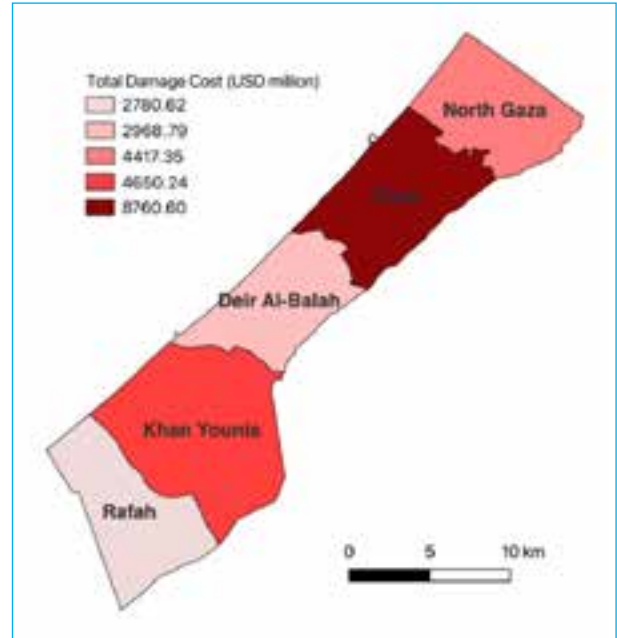 Total Damage Cost (USD million)
2780.62
2968.79
4417.35
4650.24
8760.60
North Gaza
Gaza
Deir Al-Balah
Khan Younis
Rafah
0 5 10 km